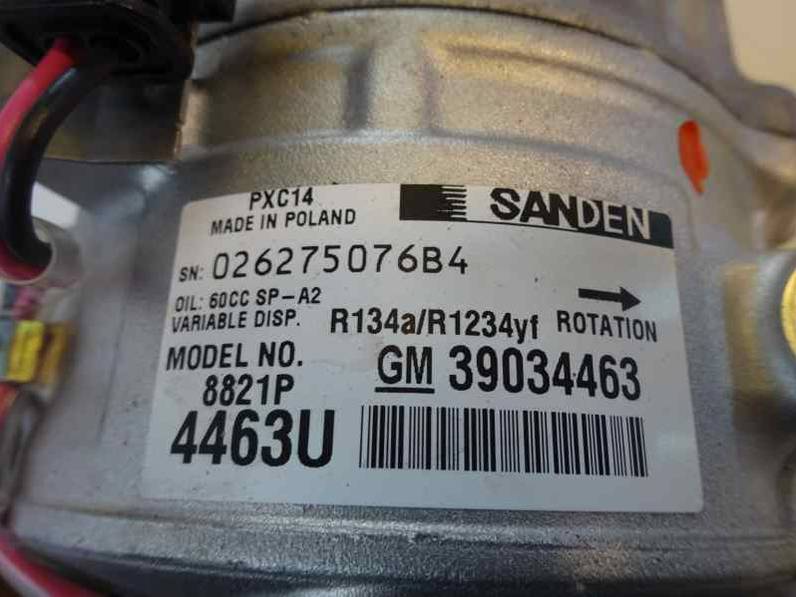 PXC14
MADE IN POLAND
SANDEN
SN: 026275076B4
OIL: 60CC SP-A2
VARIABLE DISP.
R134a/R1234yf
ROTATION
MODEL NO.
8821P
GM 39034463
4463U